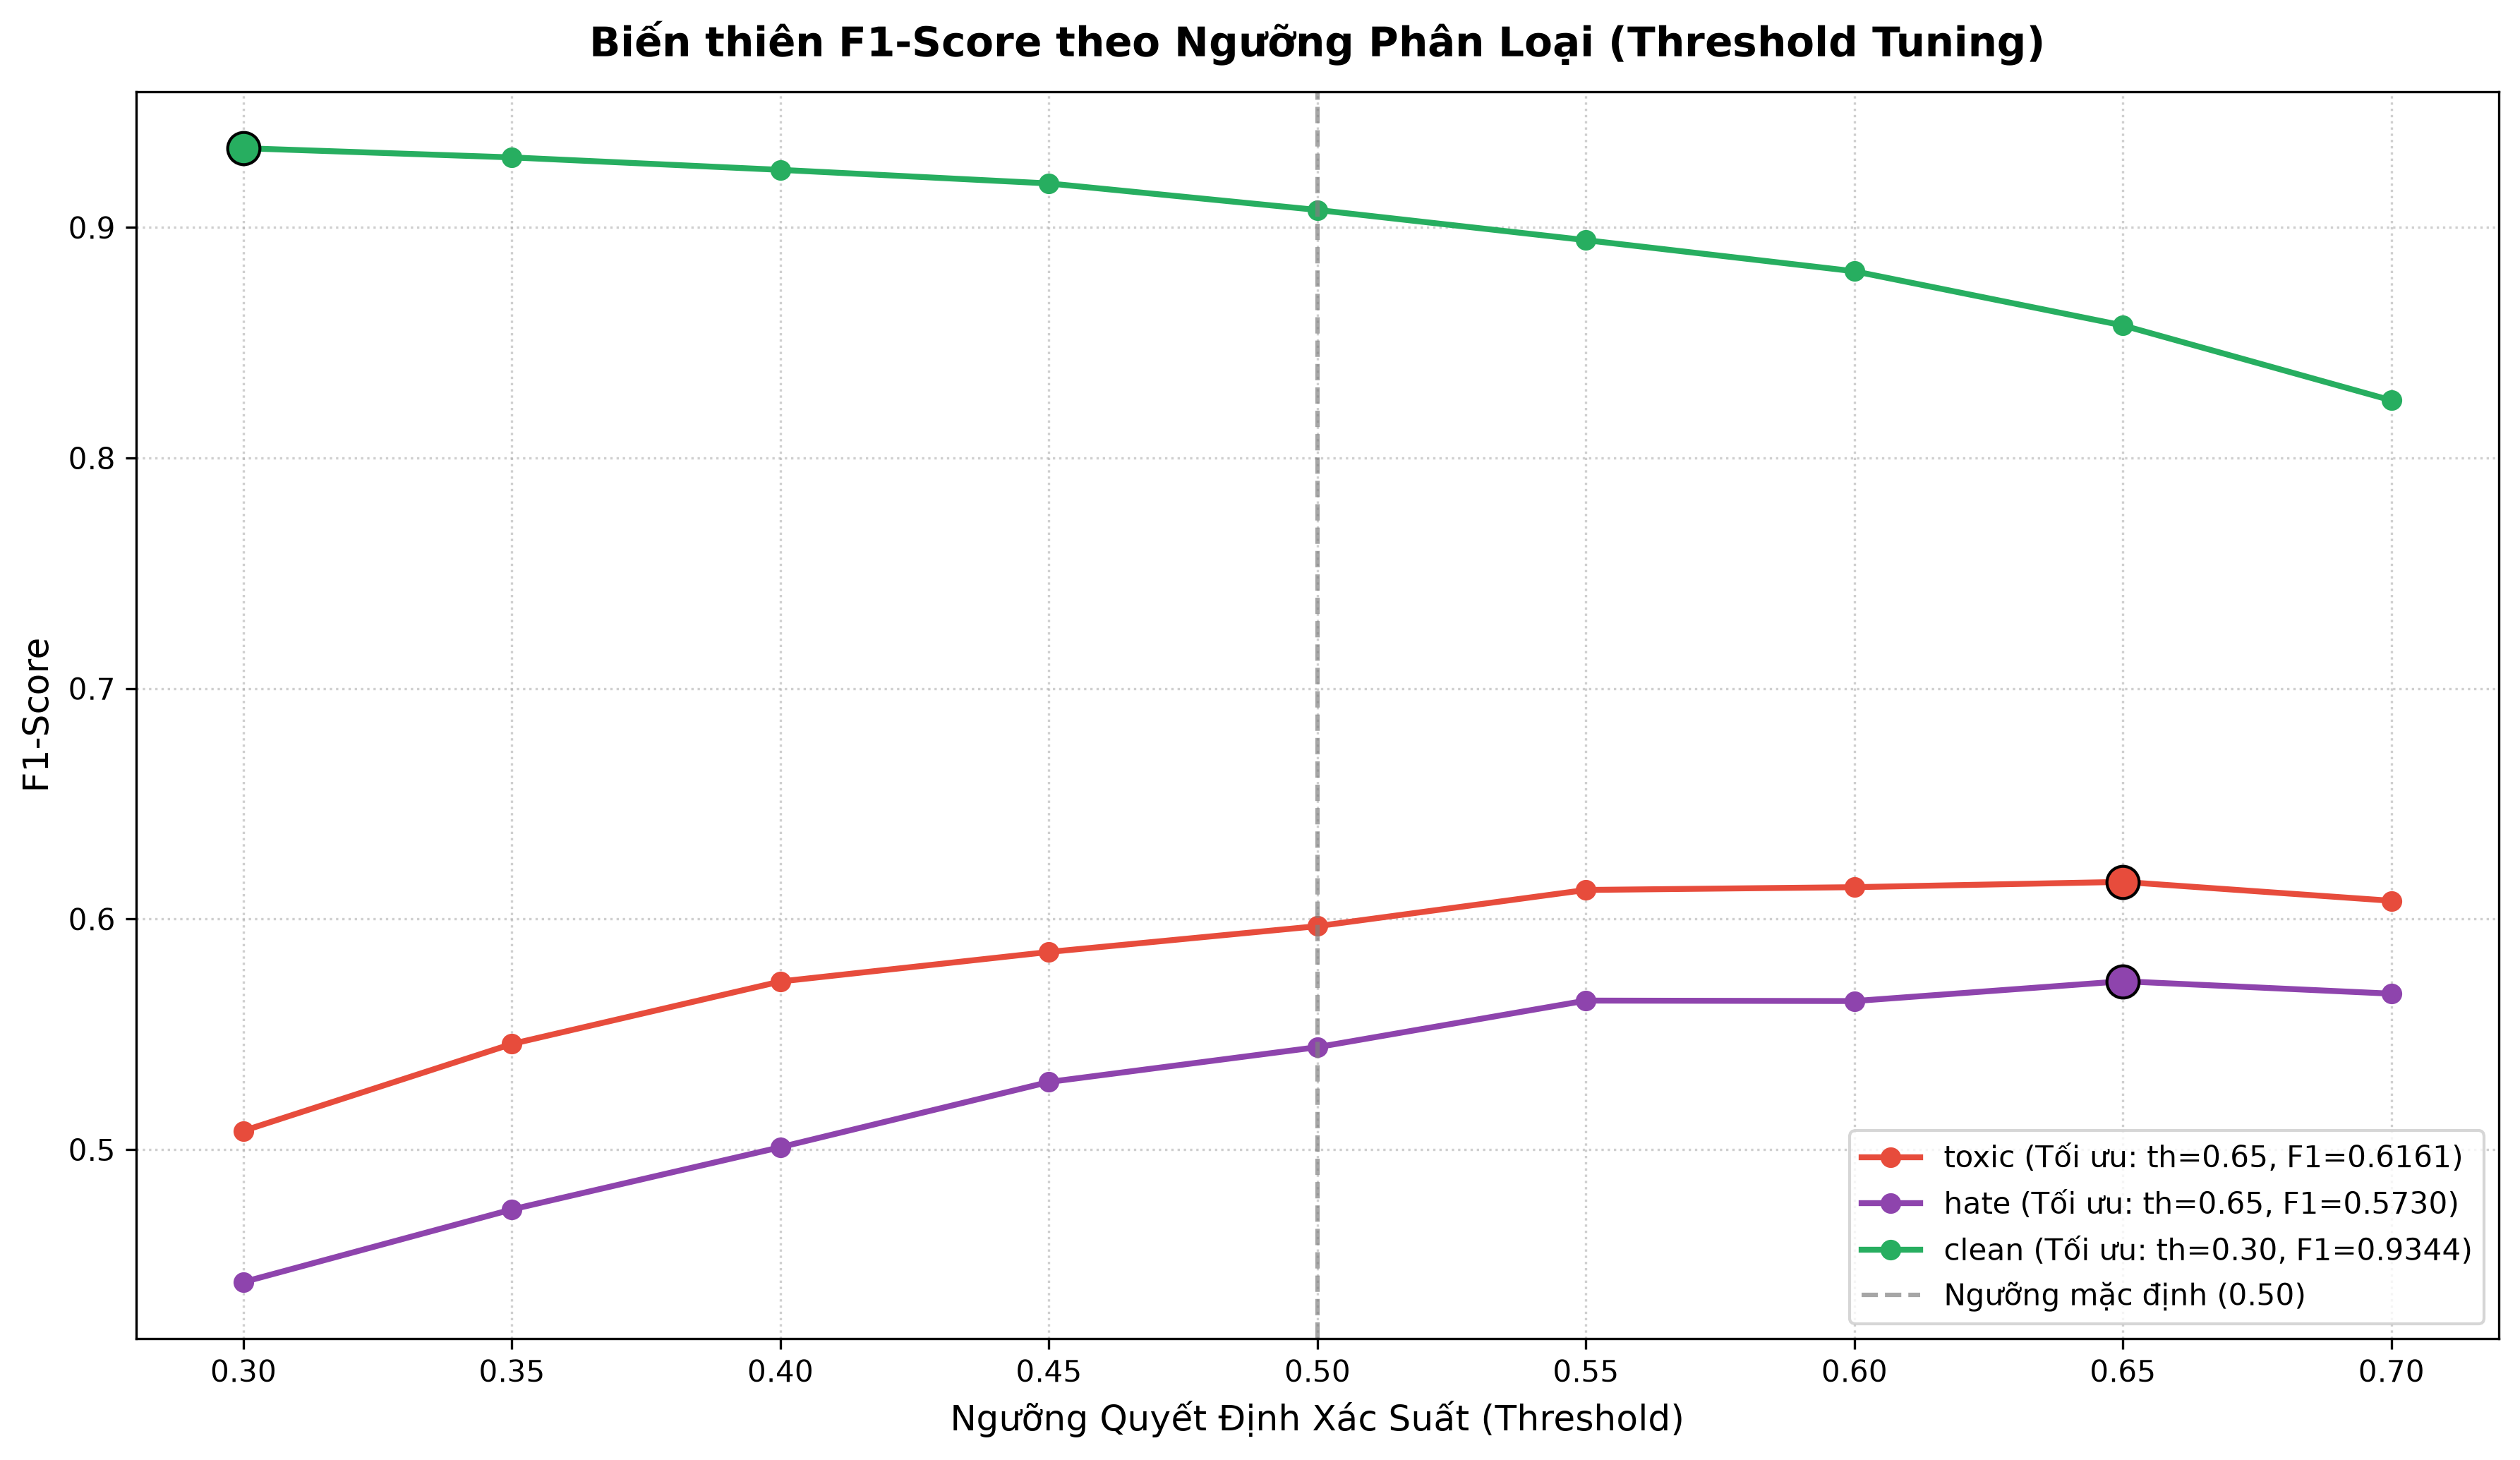 Biến thiên F1-Score theo Ngưỡng Phân Loại (Threshold Tuning)
F1-Score
0.9
0.8
0.7
0.6
0.5
toxic (Tối ưu: th=0.65, F1=0.6161)
hate (Tối ưu: th=0.65, F1=0.5730)
clean (Tối ưu: th=0.30, F1=0.9344)
Ngưỡng mặc định (0.50)
0.30 0.35 0.40 0.45 0.50 0.55 0.60 0.65 0.70
Ngưỡng Quyết Định Xác Suất (Threshold)